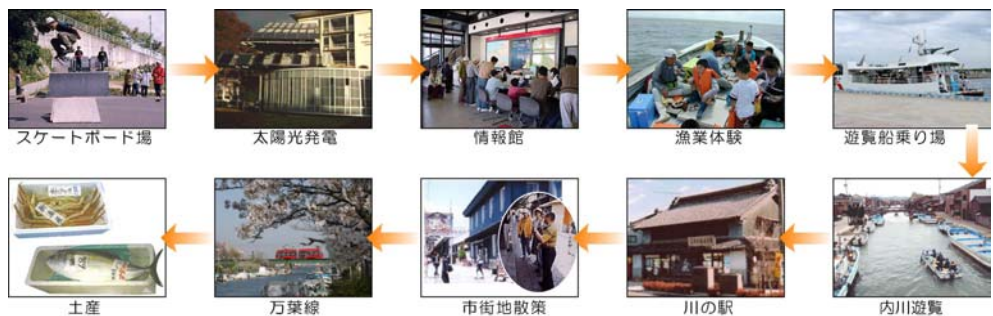 スケートボード場
太陽光発電
情報館
漁業体験
遊覧船乗り場
内川遊覧
川の駅
市街地散策
万葉線
土産